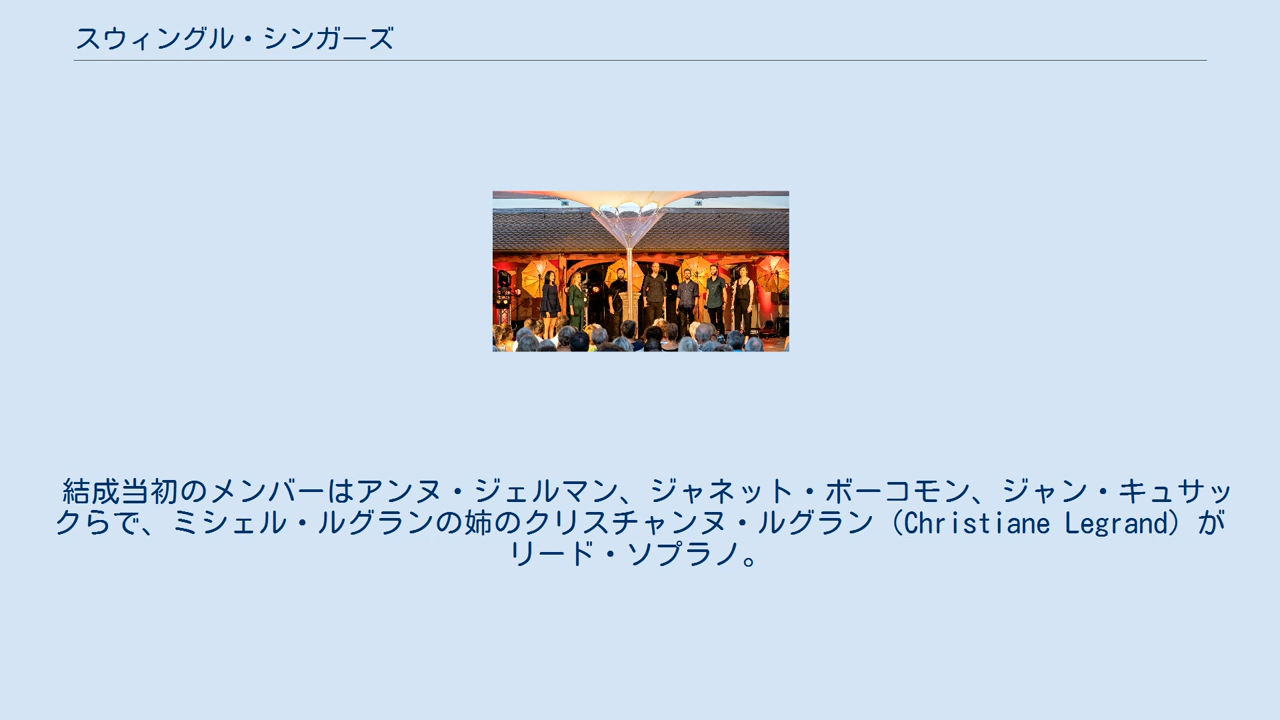 スウィングル・シンガーズ
結成当初のメンバーはアンヌ・ジェルマン、ジャネット・ボーコモン、ジャン・キュサッ
クらで、ミシェル・ルグランの姉のクリスチャンヌ・ルグラン（Christiane Legrand）が
リード・ソプラノ。